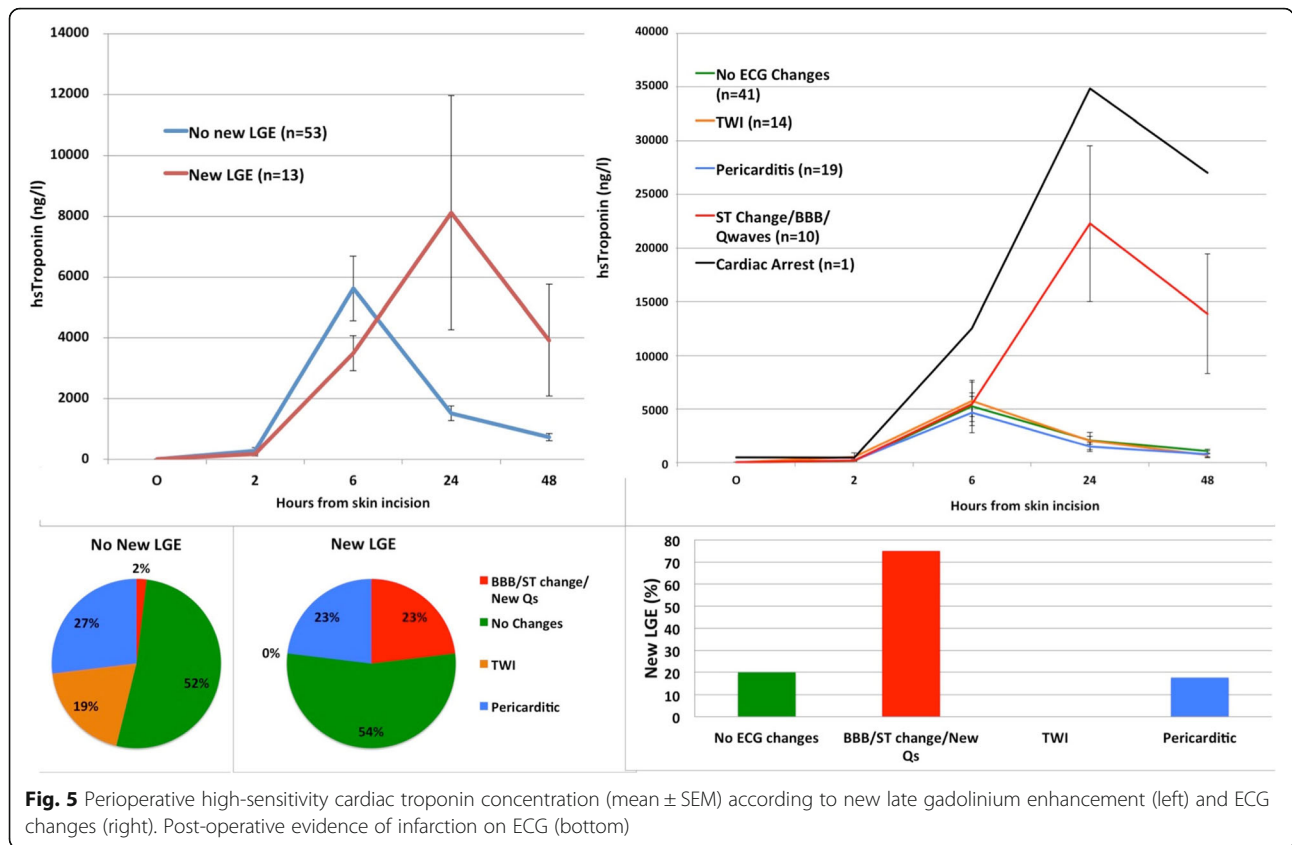 14000
12000
10000
8000
6000
4000
2000
0
hsTroponin (ng/l)
No new LGE (n=53)
New LGE (n=13)
O 2 6 24 48
Hours from skin incision
40000
35000
30000
25000
20000
15000
10000
5000
0
hsTroponin (ng/l)
No ECG Changes
(n=41)
TWI (n=14)
Pericarditis (n=19)
ST Change/BBB/
Qwaves (n=10)
Cardiac Arrest (n=1)
O 2 6 24 48
Hours from skin incision
No New LGE
2%
27%
52%
19%
New LGE
23% 23%
0%
54%
BBB/ST change/
New Qs
No Changes
TWI
Pericarditic
80
70
60
50
40
30
20
10
0
New LGE (%)
No ECG changes BBB/ST change/New TWI Pericarditic
Qs
Fig. 5 Perioperative high-sensitivity cardiac troponin concentration (mean ± SEM) according to new late gadolinium enhancement (left) and ECG
changes (right). Post-operative evidence of infarction on ECG (bottom)